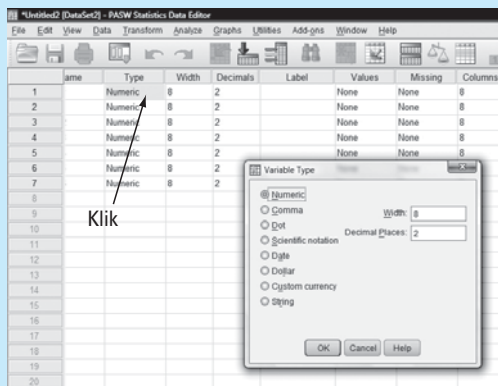 *Untitled2 [DataSet2] - PASW Statistics Data Editor
File Edit View Data Transform Analyze Graphs Utilities Add-ons Window Help
ame Type Width Decimals Label Values Missing Columns
1 Numeric 8 2 None None 8
2 Numeric 8 2 None None 8
3 Numeric 8 2 None None 8
4 Numeric 8 2 None None 8
5 Numeric 8 2 None None 8
6 Numeric 8 2 8
7 Numeric 8 2 8
8
9
10
11
12
13
14
15
16
17
18
19
20
Klik
Variable Type
Numeric
Comma
Dot
Scientific notation
Date
Dollar
Custom currency
String
Width: 8
Decimal Places: 2
OK Cancel Help